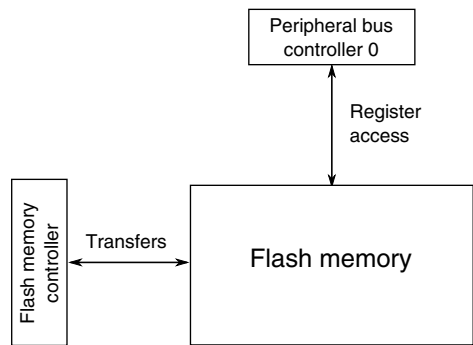 Peripheral bus
controller 0
Register
access
Flash memory
controller
Transfers
Flash memory